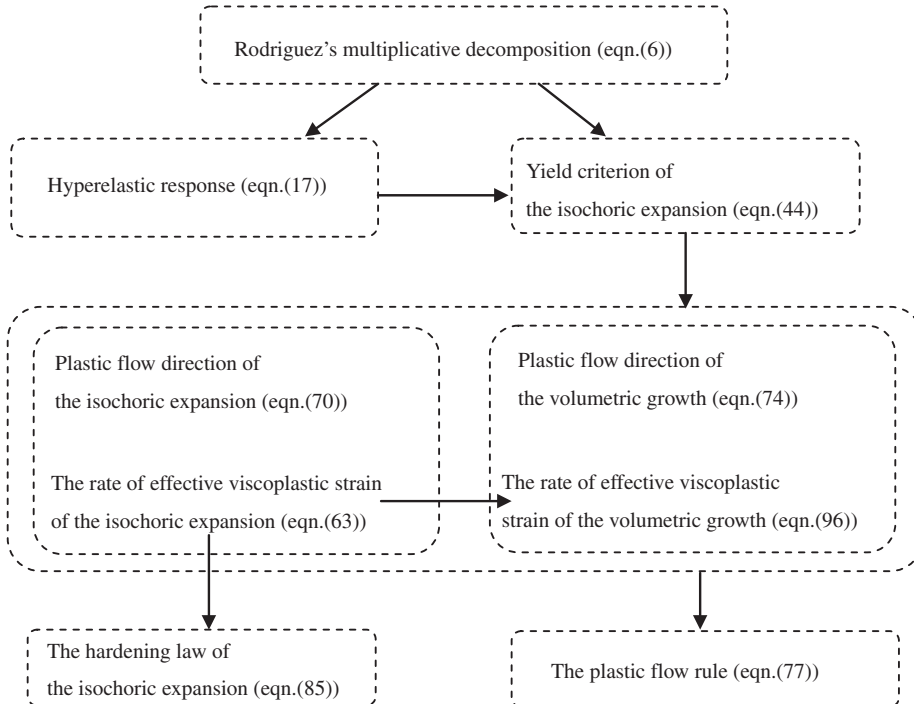 Rodriguez’s multiplicative decomposition (eqn.(6))
Hyperelastic response (eqn.(17))
Yield criterion of
the isochoric expansion (eqn.(44))
Plastic flow direction of
the isochoric expansion (eqn.(70))
The rate of effective viscoplastic strain
of the isochoric expansion (eqn.(63))
Plastic flow direction of
the volumetric growth (eqn.(74))
The rate of effective viscoplastic
strain of the volumetric growth (eqn.(96))
The hardening law of
the isochoric expansion (eqn.(85))
The plastic flow rule (eqn.(77))